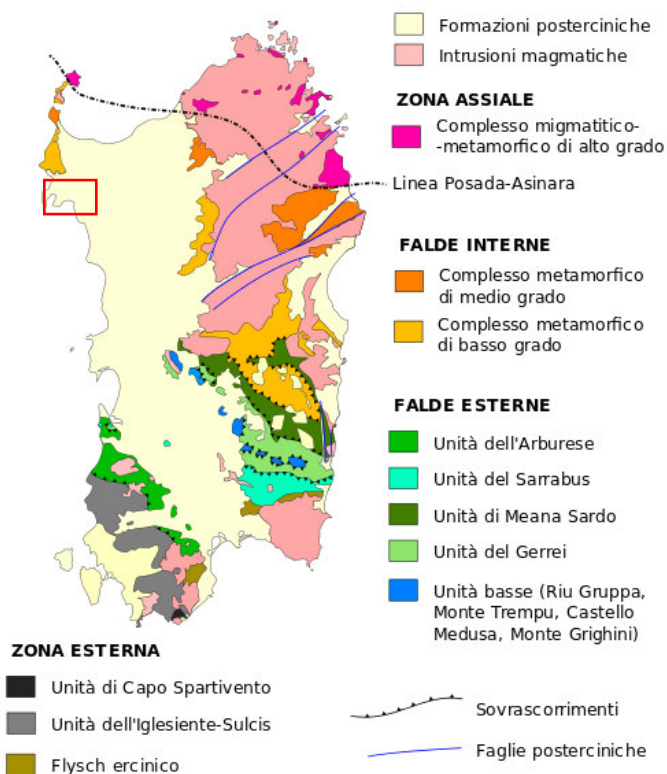 Formazioni posterciniche
Intrusioni magmatiche
ZONA ASSIALE
Complesso migmatitico-
-metamorfico di alto grado
Linea Posada-Asinara
FALDE INTERNE
Complesso metamorfico
di medio grado
Complesso metamorfico
di basso grado
FALDE ESTERNE
Unità dell'Arburese
Unità del Sarrabus
Unità di Meana Sardo
Unità del Gerrei
Unità basse (Riu Gruppa,
Monte Trempu, Castello
Medusa, Monte Grighini)
ZONA ESTERNA
Unità di Capo Spartivento
Unità dell'Iglesiente-Sulcis
Flysch ercinico
Sovrascorrimenti
Faglie posterciniche